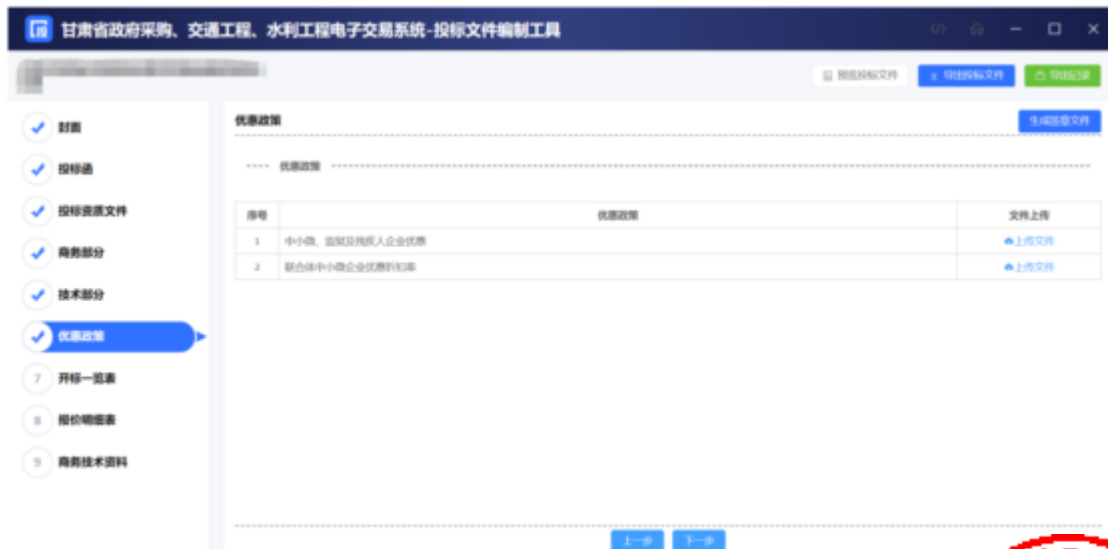 甘肃省政府采购、交通工程、水利工程电子交易系统-投标文件编制工具
预览投标文件
导出投标文件
导出记录
封面
投标函
投标资质文件
商务部分
技术部分
优惠政策
7 开标一览表
8 报价明细表
9 商务技术资料
优惠政策
生成签章文件
优惠政策
序号 优惠政策 文件上传
1 中小微、监狱及残疾人企业优惠 上传文件
2 联合体中小微企业优惠折扣率 上传文件
上一步 下一步